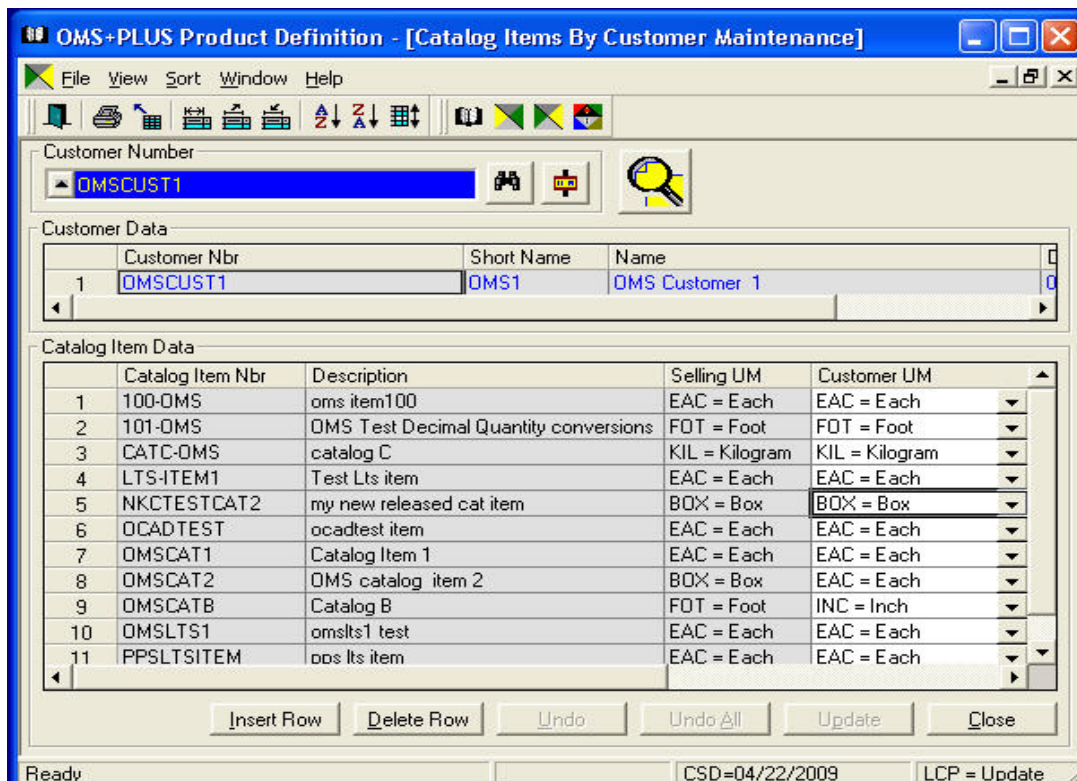 OMS+PLUS Product Definition - [Catalog Items By Customer Maintenance]
File View Sort Window Help
Customer Number
OMSCUST1
Customer Data
Customer Nbr Short Name Name
1 OMSCUST1 OMS1 OMS Customer 1
Catalog Item Data
Catalog Item Nbr Description Selling UM Customer UM
1 100-OMS oms item100 EAC = Each EAC = Each
2 101-OMS OMS Test Decimal Quantity conversions FOT = Foot FOT = Foot
3 CATC-OMS catalog C KIL = Kilogram KIL = Kilogram
4 LTS-ITEM1 Test Lts item EAC = Each EAC = Each
5 NKCTESTCAT2 my new released cat item BOX = Box BOX = Box
6 OCADTEST ocadtest item EAC = Each EAC = Each
7 OMSCAT1 Catalog Item 1 EAC = Each EAC = Each
8 OMSCAT2 OMS catalog item 2 BOX = Box EAC = Each
9 OMSCATB Catalog B FOT = Foot INC = Inch
10 OMSLTS1 omslts1 test EAC = Each EAC = Each
11 PPSLTSITEM pps lts item EAC = Each EAC = Each
Insert Row Delete Row Undo Undo All Update Close
Ready CSD=04/22/2009 LCP = Update